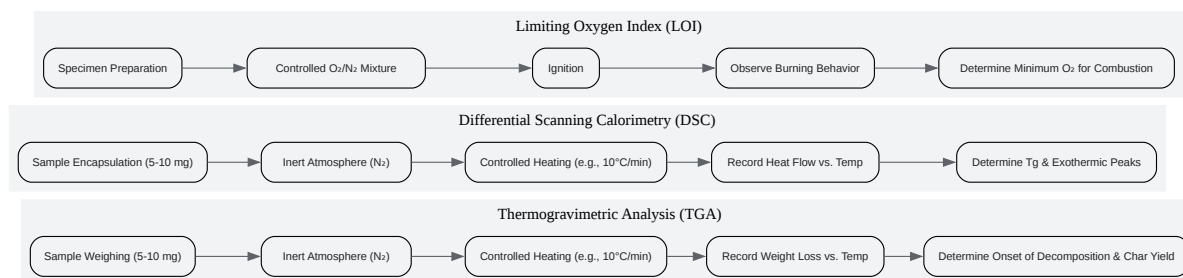 Limiting Oxygen Index (LOI)
Specimen Preparation
Controlled O₂/N₂ Mixture
Ignition
Observe Burning Behavior
Determine Minimum O₂ for Combustion
Differential Scanning Calorimetry (DSC)
Sample Encapsulation (5-10 mg)
Inert Atmosphere (N₂)
Controlled Heating (e.g., 10°C/min)
Record Heat Flow vs. Temp
Determine Tg & Exothermic Peaks
Thermogravimetric Analysis (TGA)
Sample Weighing (5-10 mg)
Inert Atmosphere (N₂)
Controlled Heating (e.g., 10°C/min)
Record Weight Loss vs. Temp
Determine Onset of Decomposition & Char Yield